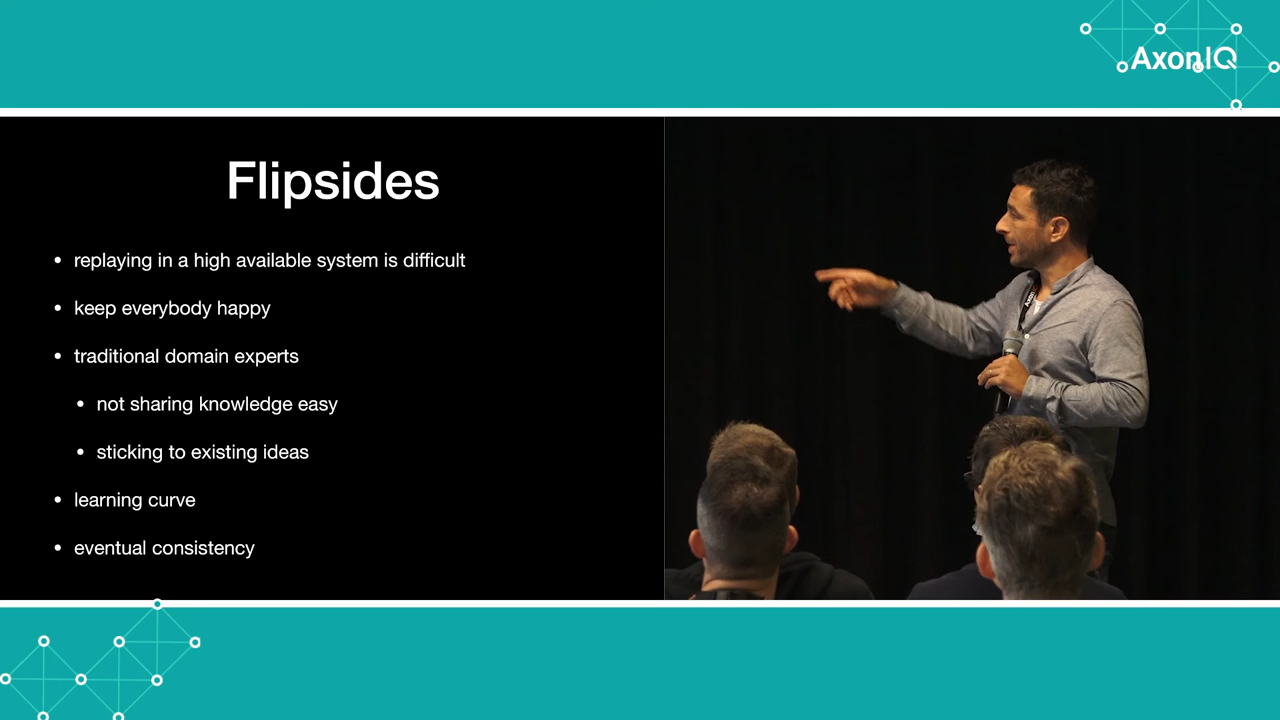 AxonIQ
Flipsides
• replaying in a high available system is difficult
• keep everybody happy
• traditional domain experts
• not sharing knowledge easy
• sticking to existing ideas
• learning curve
• eventual consistency